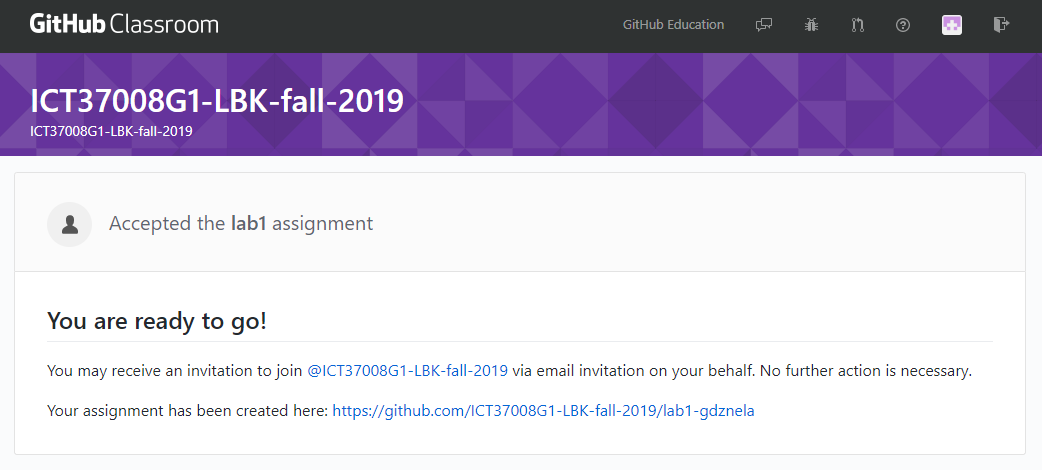 GitHub Classroom
GitHub Education
ICT37008G1-LBK-fall-2019
ICT37008G1-LBK-fall-2019
Accepted the lab1 assignment
You are ready to go!
You may receive an invitation to join @ICT37008G1-LBK-fall-2019 via email invitation on your behalf. No further action is necessary.
Your assignment has been created here: https://github.com/ICT37008G1-LBK-fall-2019/lab1-gdznela